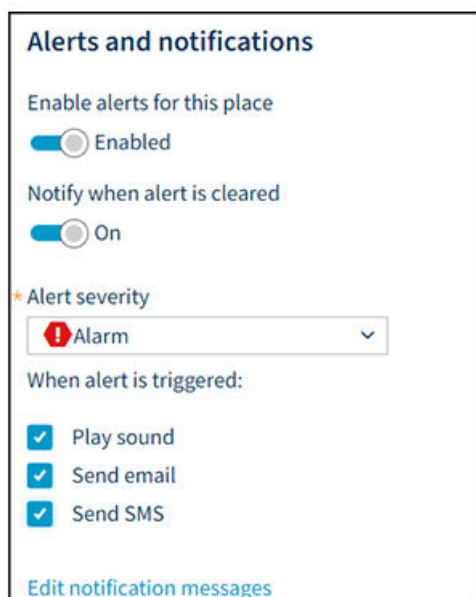 Alerts and notifications
Enable alerts for this place
Enabled
Notify when alert is cleared
On
* Alert severity
! Alarm
When alert is triggered:
Play sound
Send email
Send SMS
Edit notification messages